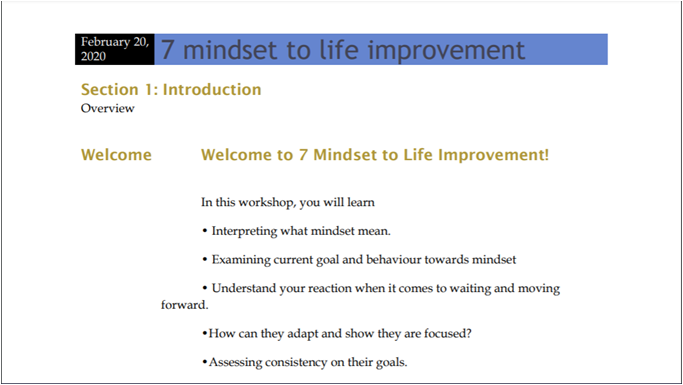 February 20,
2020
7 mindset to life improvement
Section 1: Introduction
Overview
Welcome
Welcome to 7 Mindset to Life Improvement!
In this workshop, you will learn
• Interpreting what mindset mean.
• Examining current goal and behaviour towards mindset
• Understand your reaction when it comes to waiting and moving
forward.
•How can they adapt and show they are focused?
•Assessing consistency on their goals.